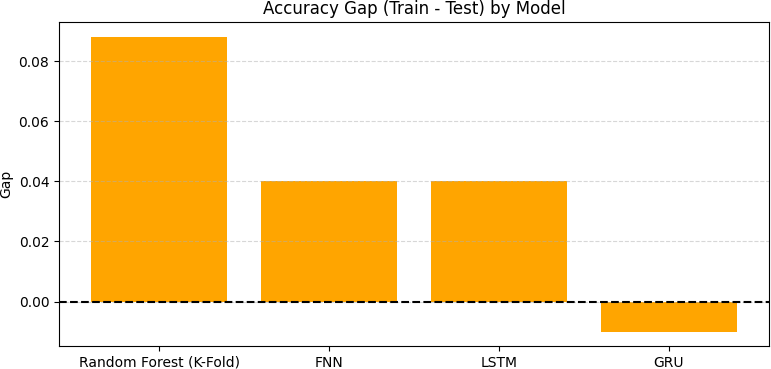 Accuracy Gap (Train - Test) by Model
Gap
0.08
0.06
0.04
0.02
0.00
Random Forest (K-Fold) FNN LSTM GRU